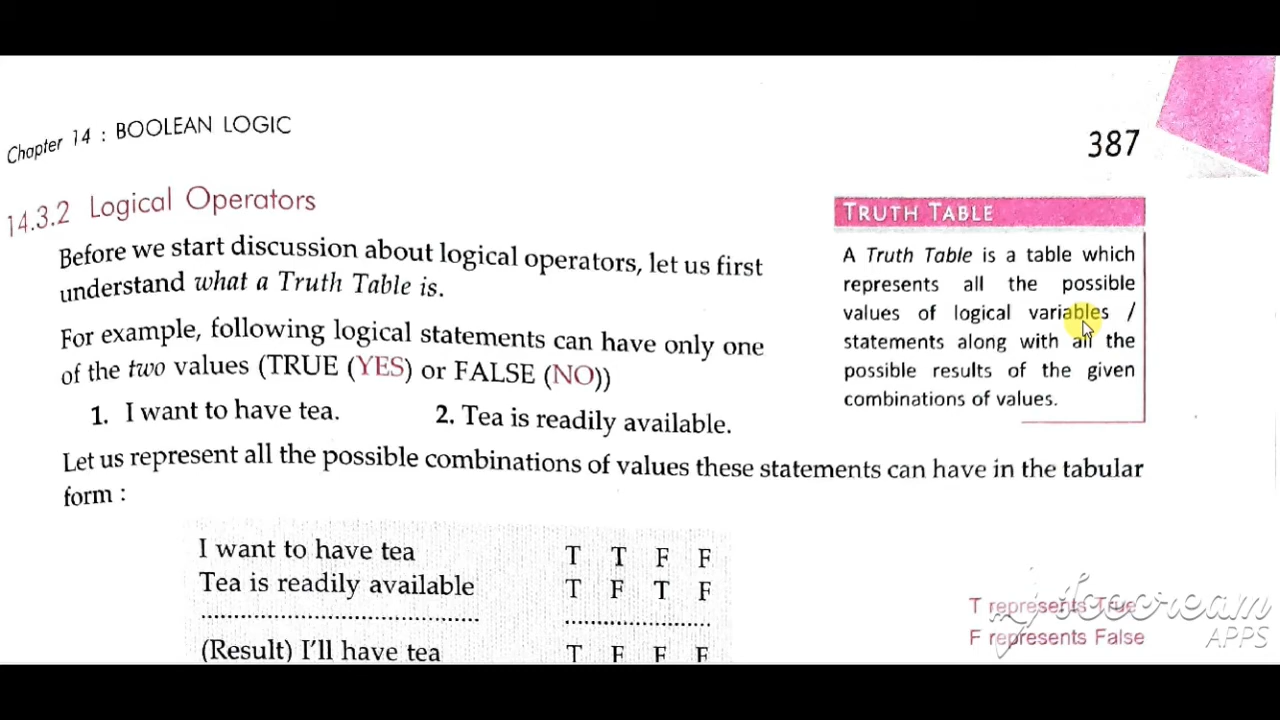 Chapter 14 : BOOLEAN LOGIC
387
14.3.2 Logical Operators
Before we start discussion about logical operators, let us first
understand what a Truth Table is.
For example, following logical statements can have only one
of the two values (TRUE (YES) or FALSE (NO))
1. I want to have tea. 2. Tea is readily available.
TRUTH TABLE
A Truth Table is a table which
represents all the possible
values of logical variables /
statements along with all the
possible results of the given
combinations of values.
Let us represent all the possible combinations of values these statements can have in the tabular
form :
I want to have tea T T F F
Tea is readily available T F T F
(Result) I'll have tea T F F F
T represents True
F represents False
Icecream
APPS